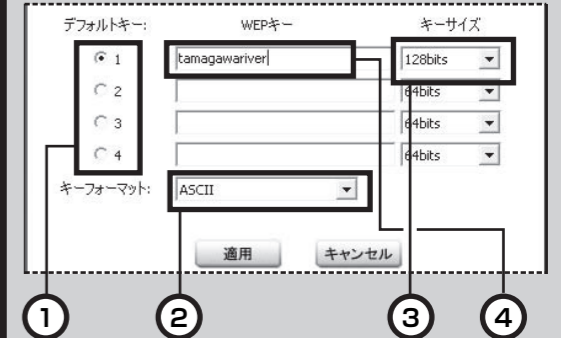 デフォルトキー: WEPキー キーサイズ
1 tamagawariver 128bits
2 64bits
3 64bits
4 64bits
キーフォーマット: ASCII
適用 キャンセル
1 2 3 4